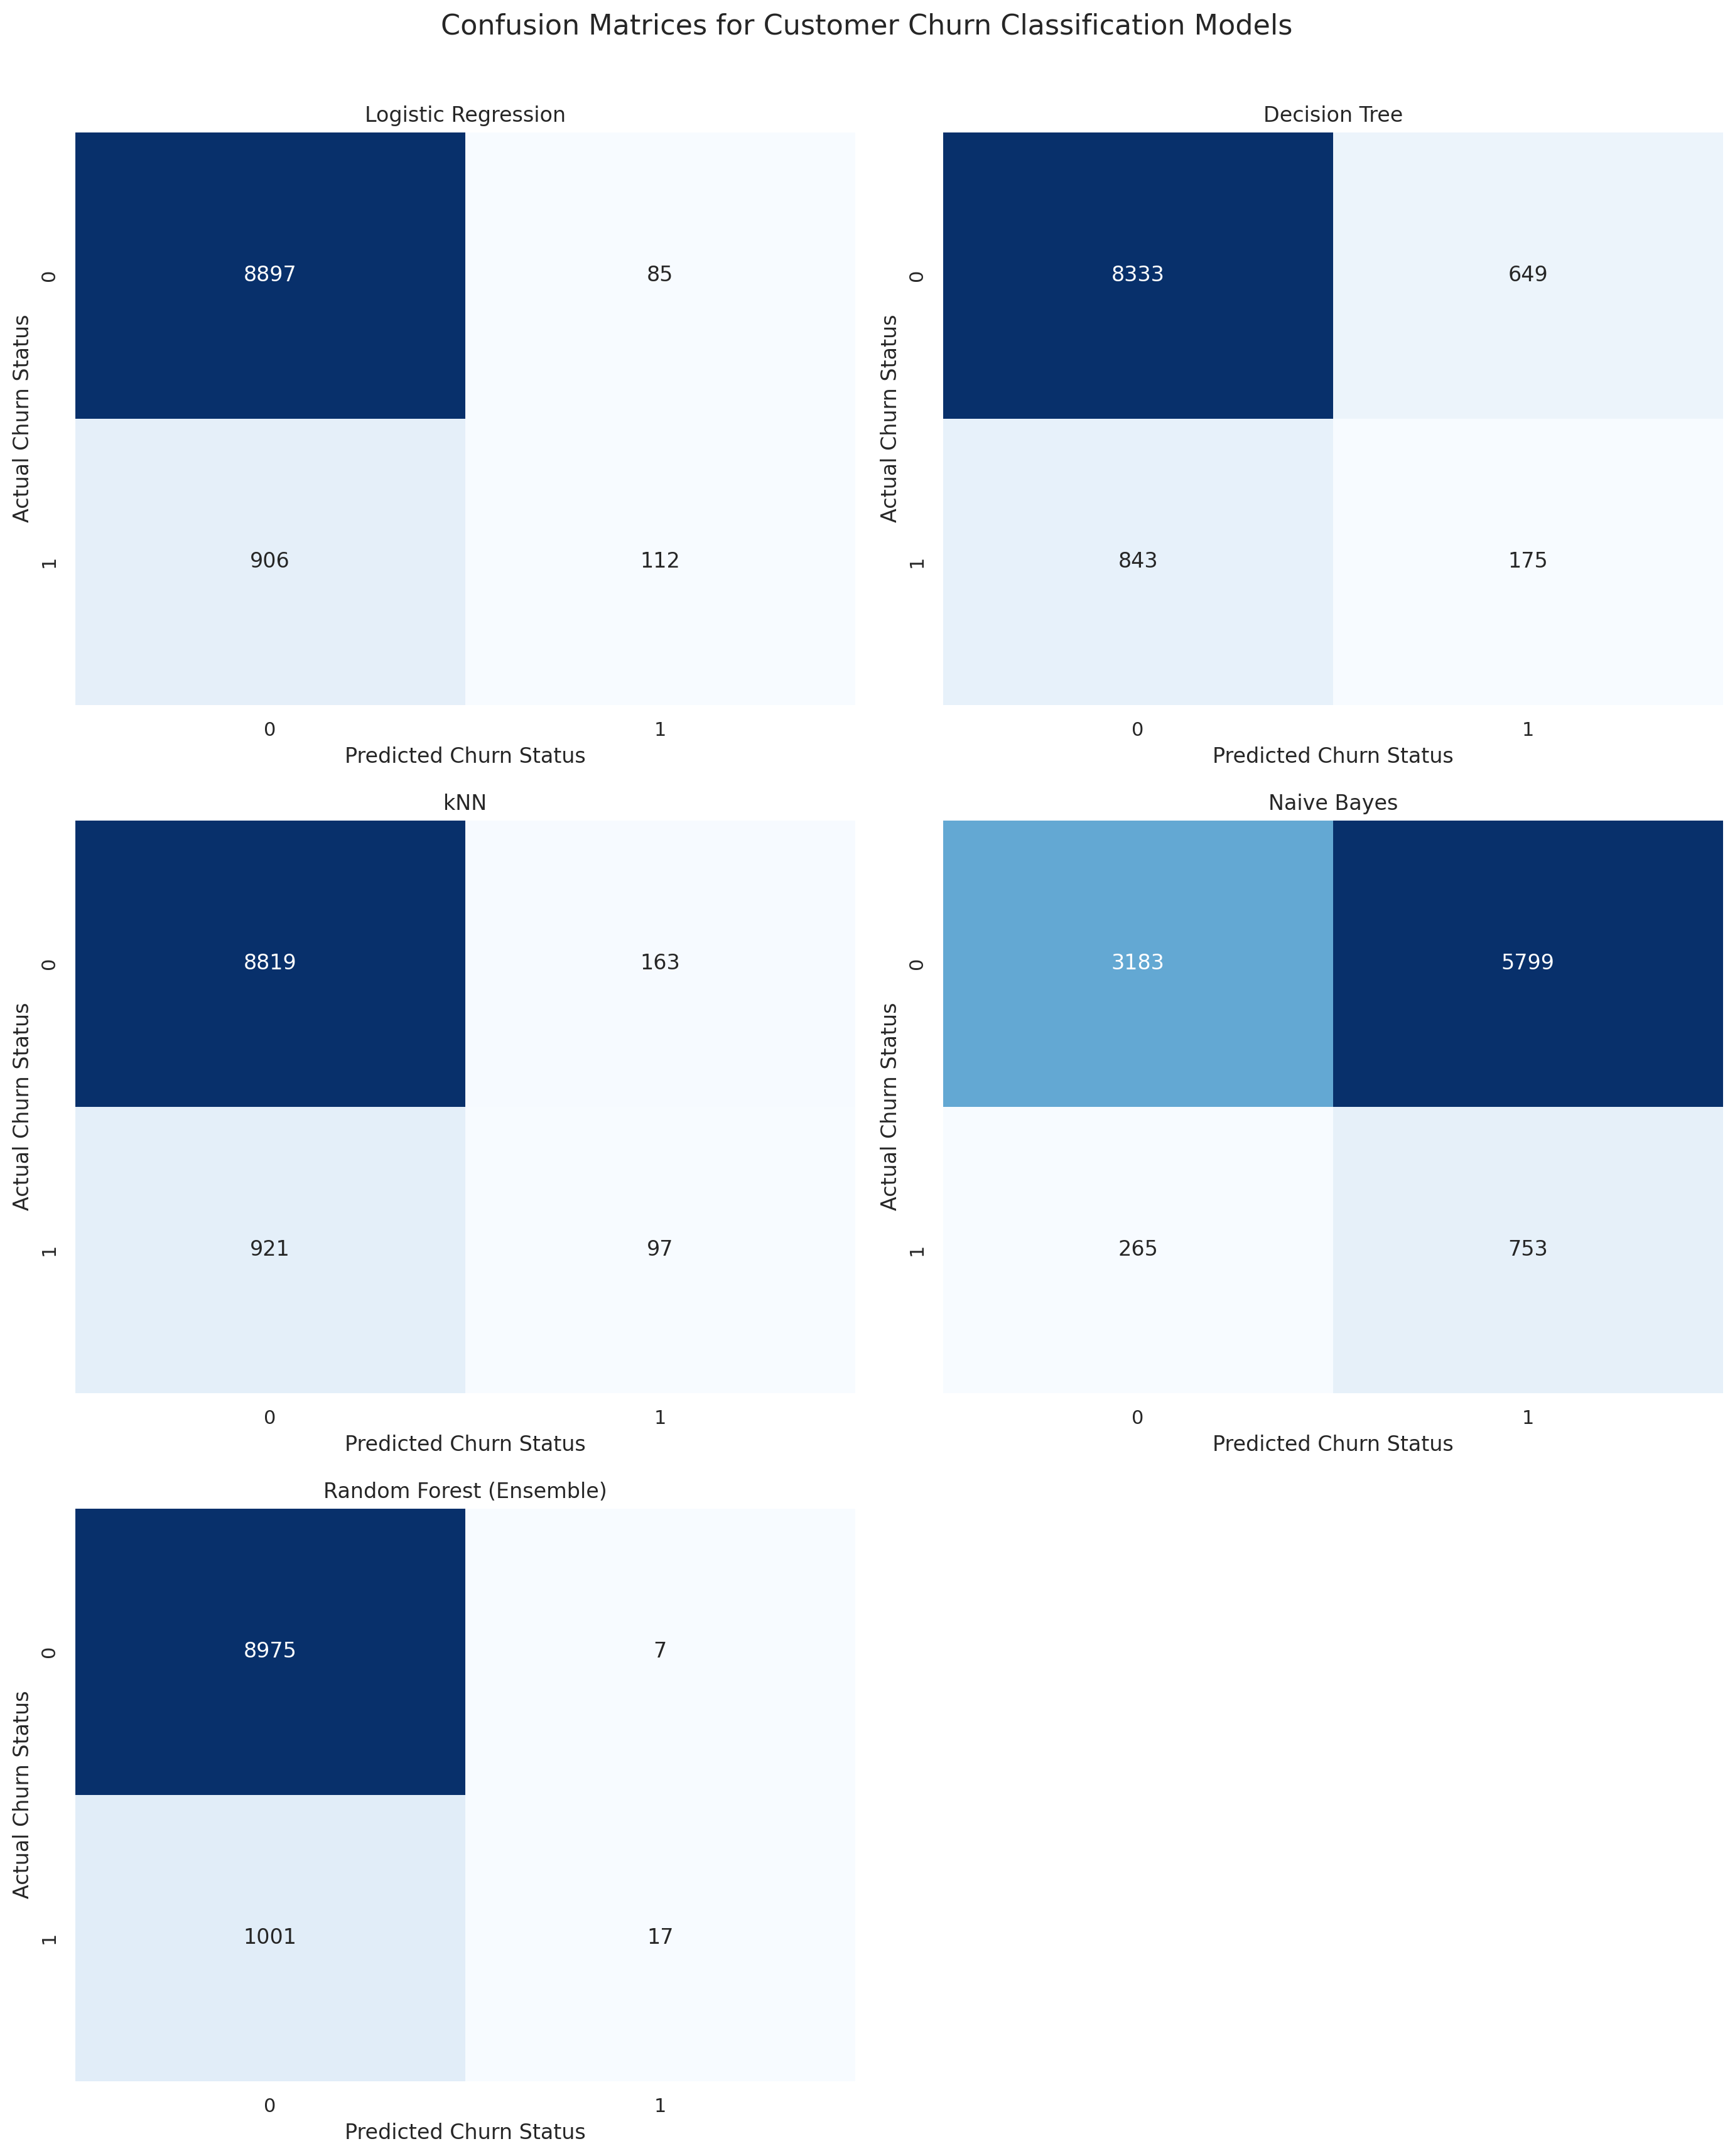 Confusion Matrices for Customer Churn Classification Models
Logistic Regression
Actual Churn Status
0
8897
85
1
906
112
0
1
Predicted Churn Status
Decision Tree
Actual Churn Status
0
8333
649
1
843
175
0
1
Predicted Churn Status
kNN
Actual Churn Status
0
8819
163
1
921
97
0
1
Predicted Churn Status
Naive Bayes
Actual Churn Status
0
3183
5799
1
265
753
0
1
Predicted Churn Status
Random Forest (Ensemble)
Actual Churn Status
0
8975
7
1
1001
17
0
1
Predicted Churn Status